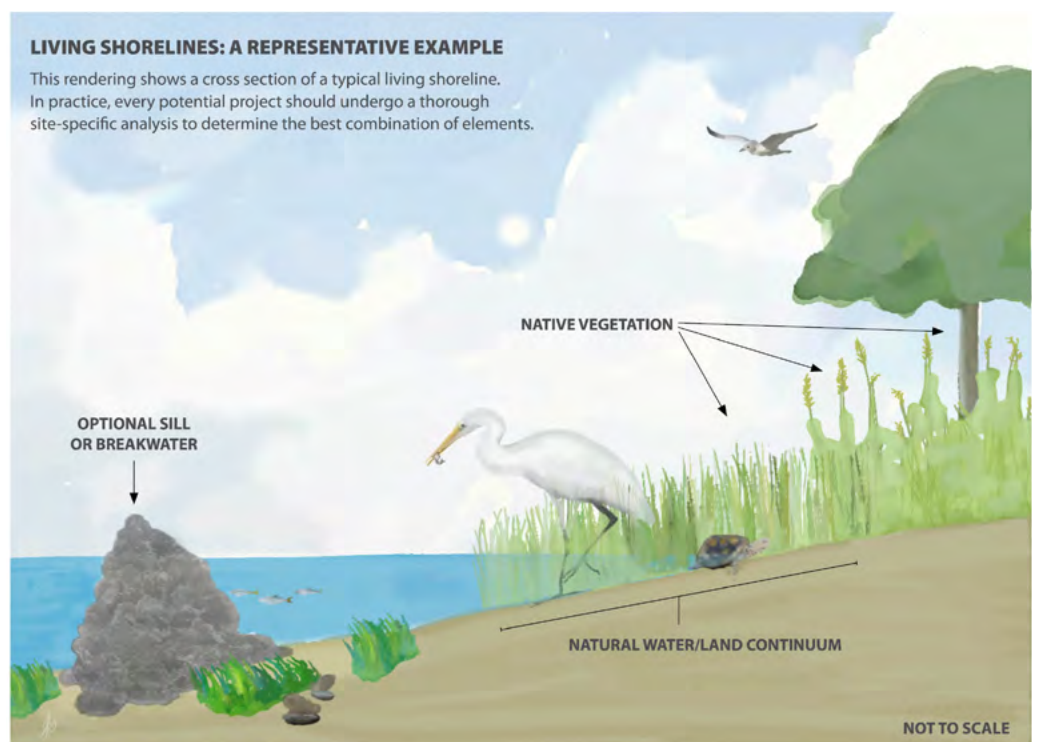 LIVING SHORELINES: A REPRESENTATIVE EXAMPLE
This rendering shows a cross section of a typical living shoreline.
In practice, every potential project should undergo a thorough
site-specific analysis to determine the best combination of elements.
NATIVE VEGETATION
OPTIONAL SILL
OR BREAKWATER
NATURAL WATER/LAND CONTINUUM
NOT TO SCALE